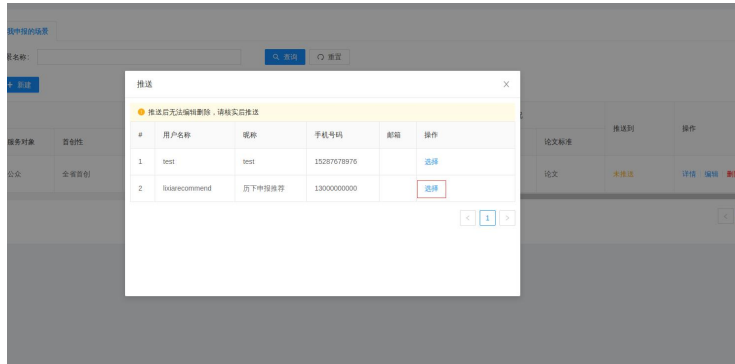 我申报的场景
景名称:
查询
重置
+ 新建
推送
X
推送后无法编辑删除，请核实后推送
# 用户名称 昵称 手机号码 邮箱 操作
1 test test 15287678976 选择
2 lixiarecommend 历下申报推荐 13000000000 选择
< 1 >
服务对象 首创性 论文标准 推送到 操作
公众 全省首创 论文 未推送 详情 编辑 删
<